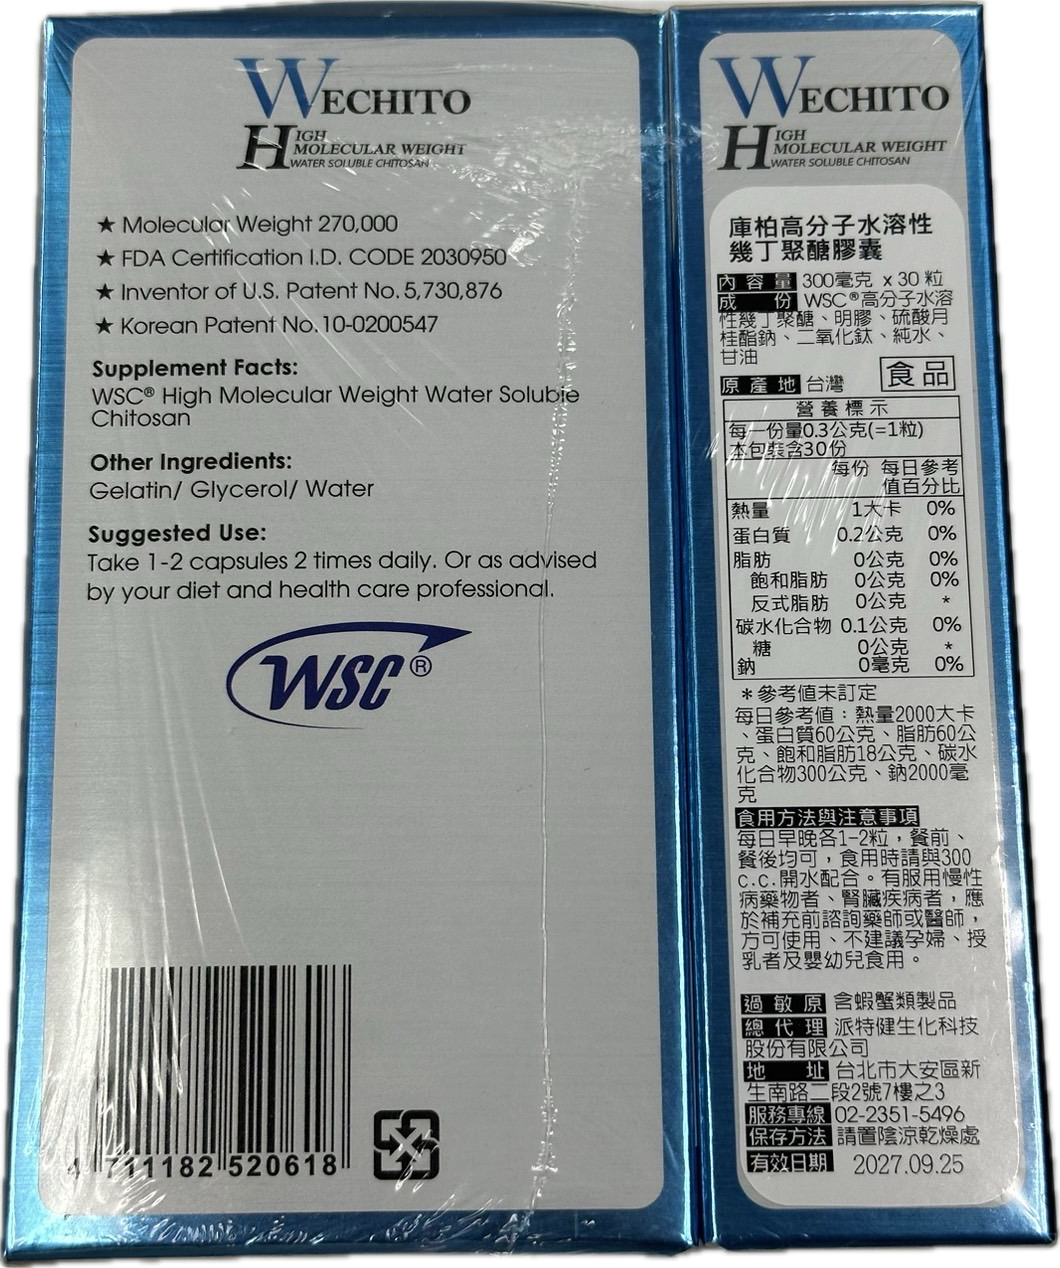 WECHITO
HIGH
MOLECULAR WEIGHT
WATER SOLUBLE CHITOSAN
★ Molecular Weight 270,000
★ FDA Certification I.D. CODE 2030950
★ Inventor of U.S. Patent No. 5,730,876
★ Korean Patent No. 10-0200547
Supplement Facts:
WSC® High Molecular Weight Water Soluble
Chitosan
Other Ingredients:
Gelatin/ Glycerol/ Water
Suggested Use:
Take 1-2 capsules 2 times daily. Or as advised
by your diet and health care professional.
WSC®
4 711182 520618
WECHITO
HIGH
MOLECULAR WEIGHT
WATER SOLUBLE CHITOSAN
庫柏高分子水溶性
幾丁聚醣膠囊
內容量 300毫克 x 30 粒
成份 WSC®高分子水溶
性幾丁聚醣、明膠、硫酸月
桂酯鈉、二氧化鈦、純水、
甘油
原產地 台灣 食品
營養標示
每一份量0.3公克(=1粒)
本包裝含30份
每份 每日參考
值百分比
熱量 1大卡 0%
蛋白質 0.2公克 0%
脂肪 0公克 0%
飽和脂肪 0公克 0%
反式脂肪 0公克 *
碳水化合物 0.1公克 0%
糖 0公克 *
鈉 0毫克 0%
*參考值未訂定
每日參考值：熱量2000大卡
、蛋白質60公克、脂肪60公
克、飽和脂肪18公克、碳水
化合物300公克、鈉2000毫
克
食用方法與注意事項
每日早晚各1-2粒，餐前、
餐後均可，食用時請與300
c.c.開水配合。有服用慢性
病藥物者、腎臟疾病者，應
於補充前諮詢藥師或醫師，
方可使用、不建議孕婦、授
乳者及嬰幼兒食用。
過敏原 含蝦蟹類製品
總代理 派特健生化科技
股份有限公司
地址 台北市大安區新
生南路二段2號7樓之3
服務專線 02-2351-5496
保存方法 請置陰涼乾燥處
有效日期 2027.09.25